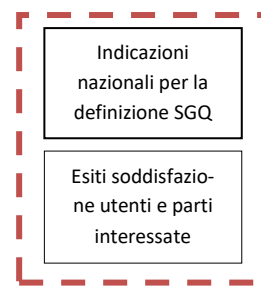 Indicazioni
nazionali per la
definizione SGQ
Esiti soddisfazio-
ne utenti e parti
interessate